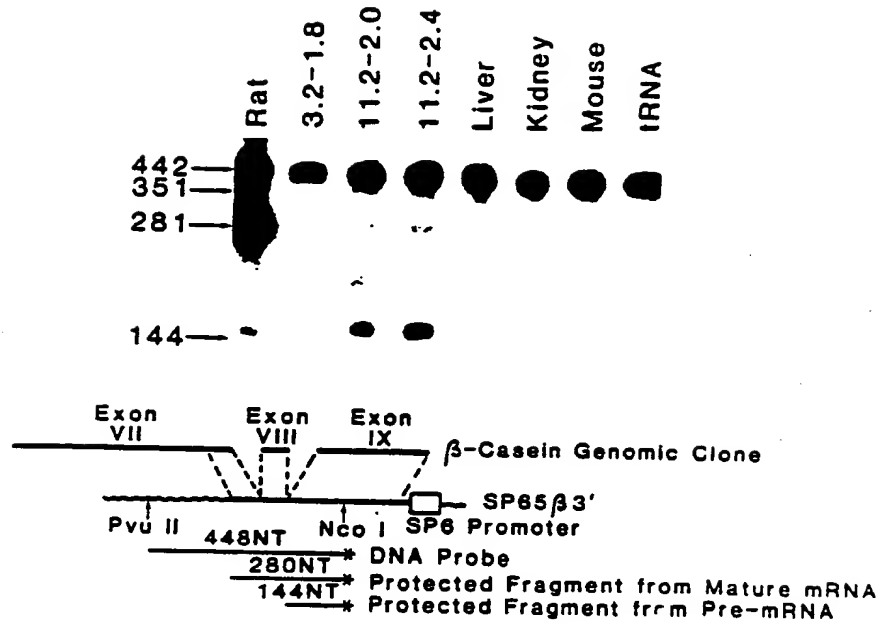 Rat
3.2-1.8
11.2-2.0
11.2-2.4
Liver
Kidney
Mouse
tRNA
442
351
281
144
Exon VII
Exon VIII
Exon IX
β-Casein Genomic Clone
SP65β3'
Pvu II
Nco I
SP6 Promoter
448NT
* DNA Probe
280NT
* Protected Fragment from Mature mRNA
144NT
* Protected Fragment from Pre-mRNA